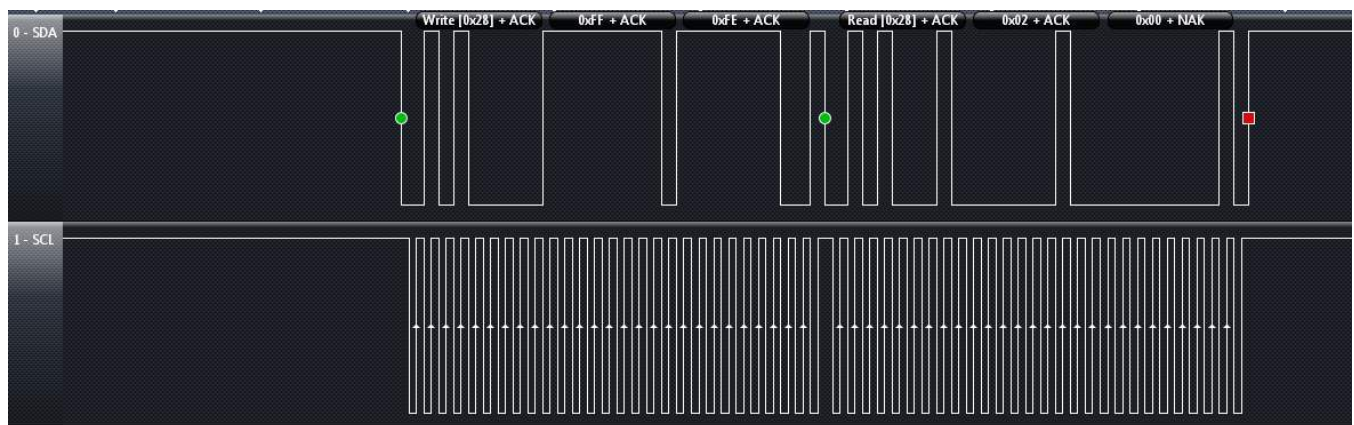 Write [0x28] + ACK 0xFF + ACK 0xFE + ACK Read [0x28] + ACK 0x02 + ACK 0x00 + NAK
0 - SDA
1 - SCL